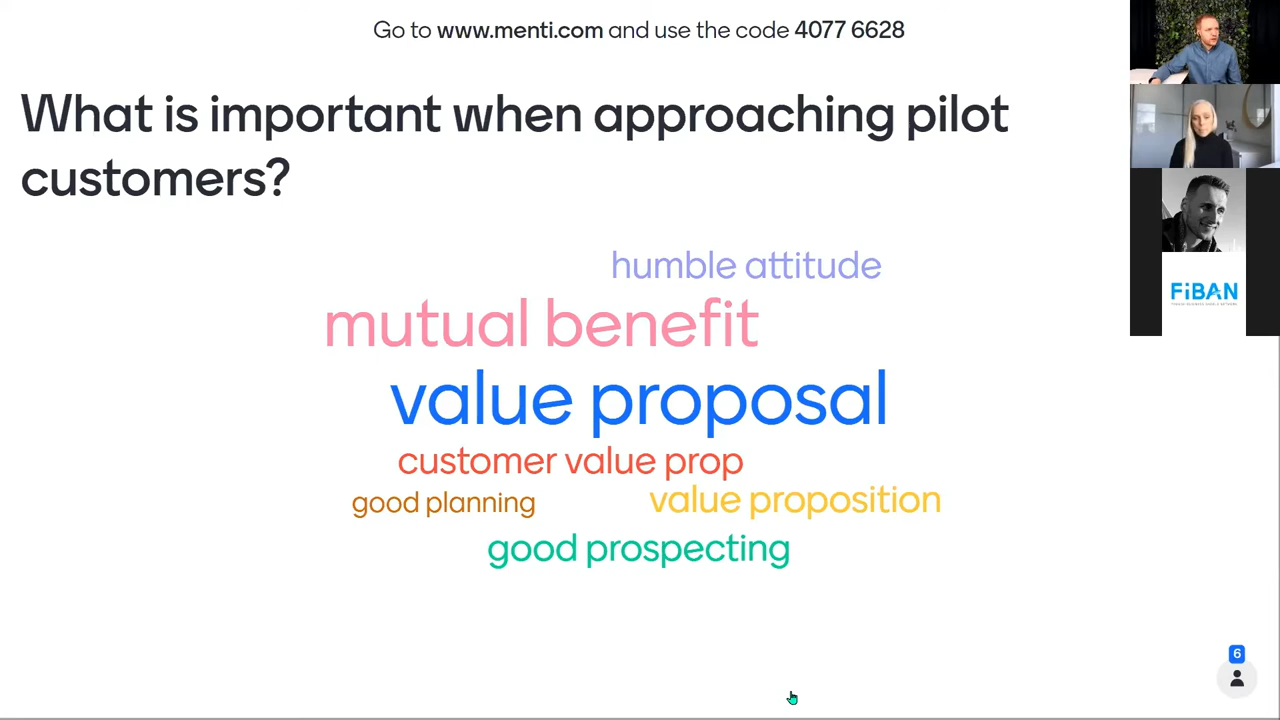 Go to www.menti.com and use the code 4077 6628
What is important when approaching pilot
customers?
humble attitude
mutual benefit
value proposal
customer value prop
good planning
value proposition
good prospecting
FiBAN
6